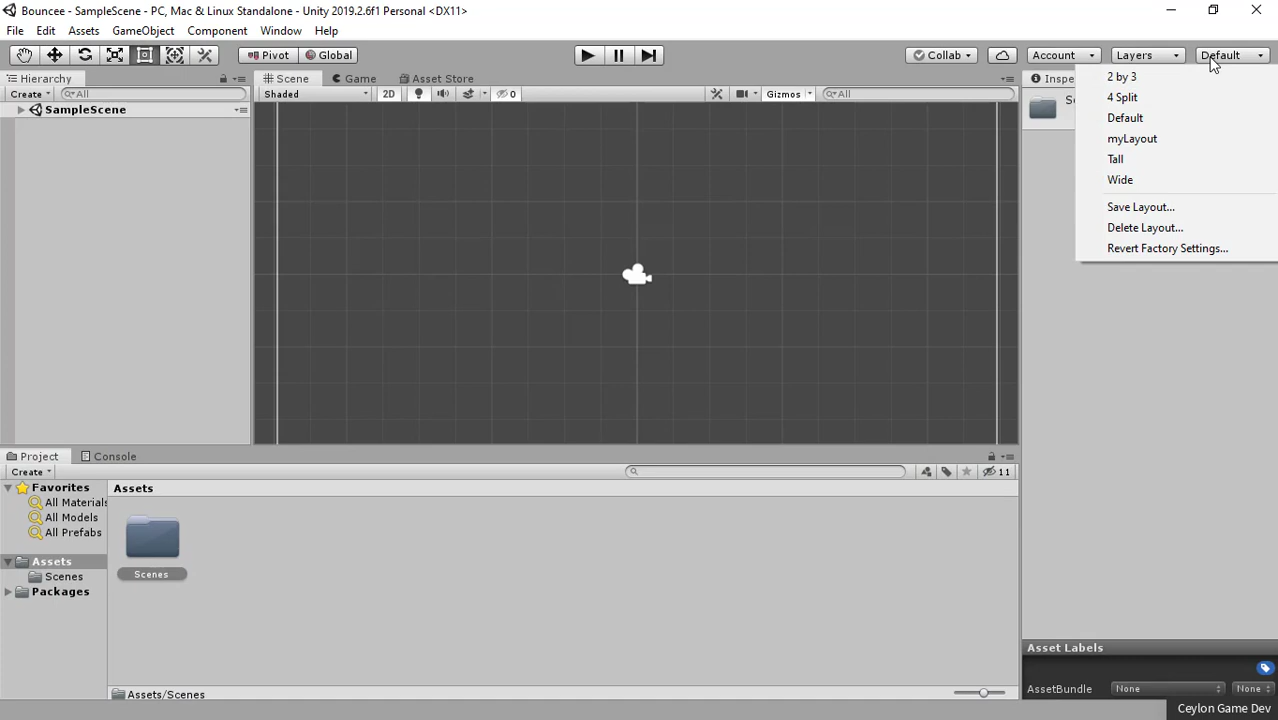 Bouncee - SampleScene - PC, Mac & Linux Standalone - Unity 2019.2.6f1 Personal <DX11>
File Edit Assets GameObject Component Window Help
Pivot Global Collab Account Layers Default
Hierarchy
Create All
SampleScene
Scene Game Asset Store
Shaded 2D 0 Gizmos All
2 by 3
4 Split
Default
myLayout
Tall
Wide
Save Layout...
Delete Layout...
Revert Factory Settings...
Project Console
Create 11
Favorites
All Materials
All Models
All Prefabs
Assets
Scenes
Packages
Assets
Scenes
Assets/Scenes
Asset Labels
AssetBundle None None
Ceylon Game Dev